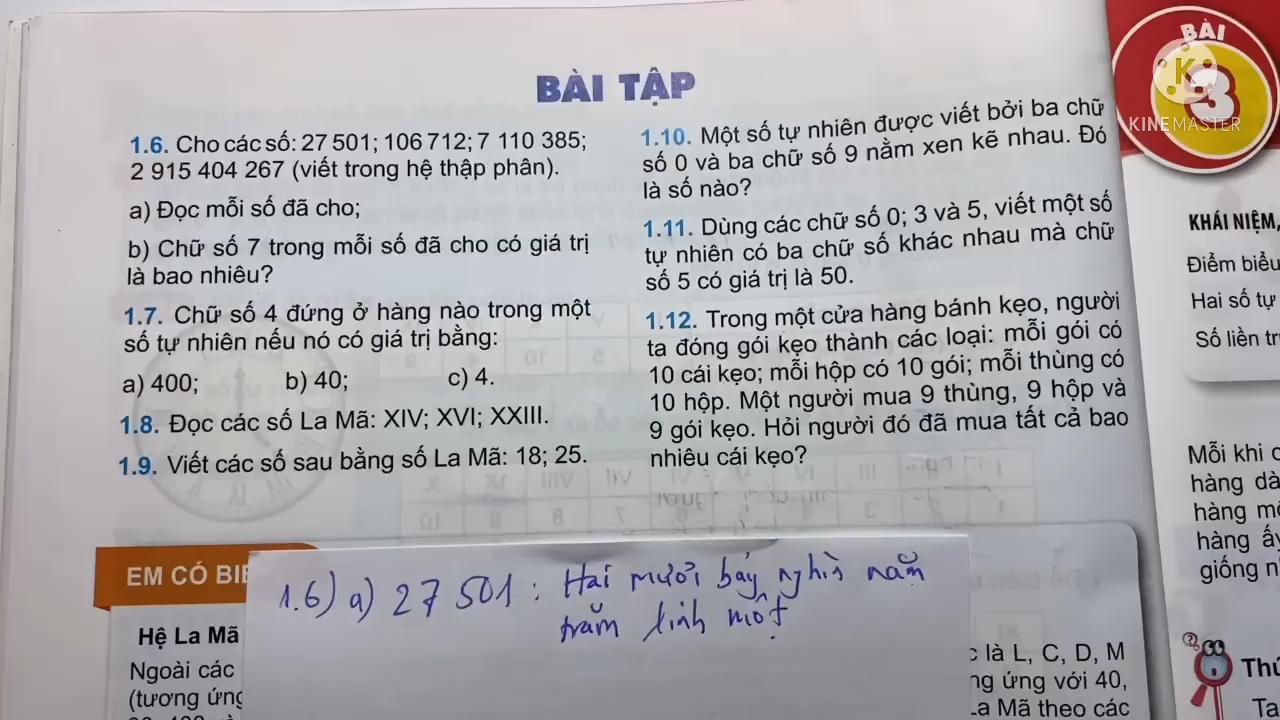 BÀI TẬP
1.6. Cho các số: 27 501; 106 712; 7 110 385;
2 915 404 267 (viết trong hệ thập phân).
a) Đọc mỗi số đã cho;
b) Chữ số 7 trong mỗi số đã cho có giá trị
là bao nhiêu?
1.7. Chữ số 4 đứng ở hàng nào trong một
số tự nhiên nếu nó có giá trị bằng:
a) 400; b) 40; c) 4.
1.8. Đọc các số La Mã: XIV; XVI; XXIII.
1.9. Viết các số sau bằng số La Mã: 18; 25.
1.10. Một số tự nhiên được viết bởi ba chữ
số 0 và ba chữ số 9 nằm xen kẽ nhau. Đó
là số nào?
1.11. Dùng các chữ số 0; 3 và 5, viết một số
tự nhiên có ba chữ số khác nhau mà chữ
số 5 có giá trị là 50.
1.12. Trong một cửa hàng bánh kẹo, người
ta đóng gói kẹo thành các loại: mỗi gói có
10 cái kẹo; mỗi hộp có 10 gói; mỗi thùng có
10 hộp. Một người mua 9 thùng, 9 hộp và
9 gói kẹo. Hỏi người đó đã mua tất cả bao
nhiêu cái kẹo?
EM CÓ BI
Hệ La Mã
Ngoài các
(tương ứng
1.6) a) 27 501 : Hai mươi bảy nghìn năm
trăm linh một
c là L, C, D, M
ng ứng với 40,
La Mã theo các
BÀI
3
K
KINEMASTER
KHÁI NIỆM,
Điểm biểu
Hai số tự
Số liền tr
Mỗi khi c
hàng dà
hàng mộ
hàng ấy
giống n
Thủ
Ta